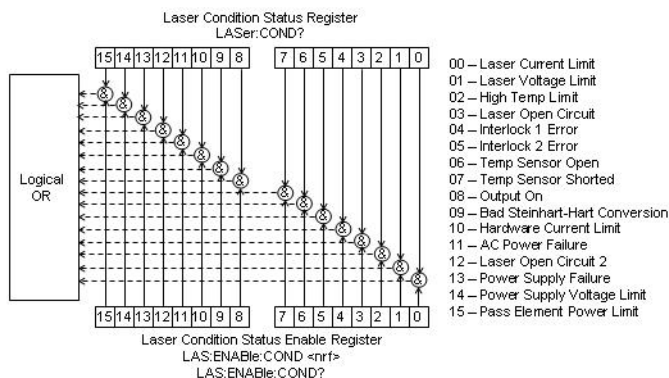 Laser Condition Status Register
LASer:COND?
15 14 13 12 11 10 9 8 7 6 5 4 3 2 1 0
Logical
OR
& & & & & & & & & & & & & & & &
15 14 13 12 11 10 9 8 7 6 5 4 3 2 1 0
Laser Condition Status Enable Register
LAS:ENABle:COND <nrf>
LAS:ENABle:COND?
00 – Laser Current Limit
01 – Laser Voltage Limit
02 – High Temp Limit
03 – Laser Open Circuit
04 – Interlock 1 Error
05 – Interlock 2 Error
06 – Temp Sensor Open
07 – Temp Sensor Shorted
08 – Output On
09 – Bad Steinhart-Hart Conversion
10 – Hardware Current Limit
11 – AC Power Failure
12 – Laser Open Circuit 2
13 – Power Supply Failure
14 – Power Supply Voltage Limit
15 – Pass Element Power Limit